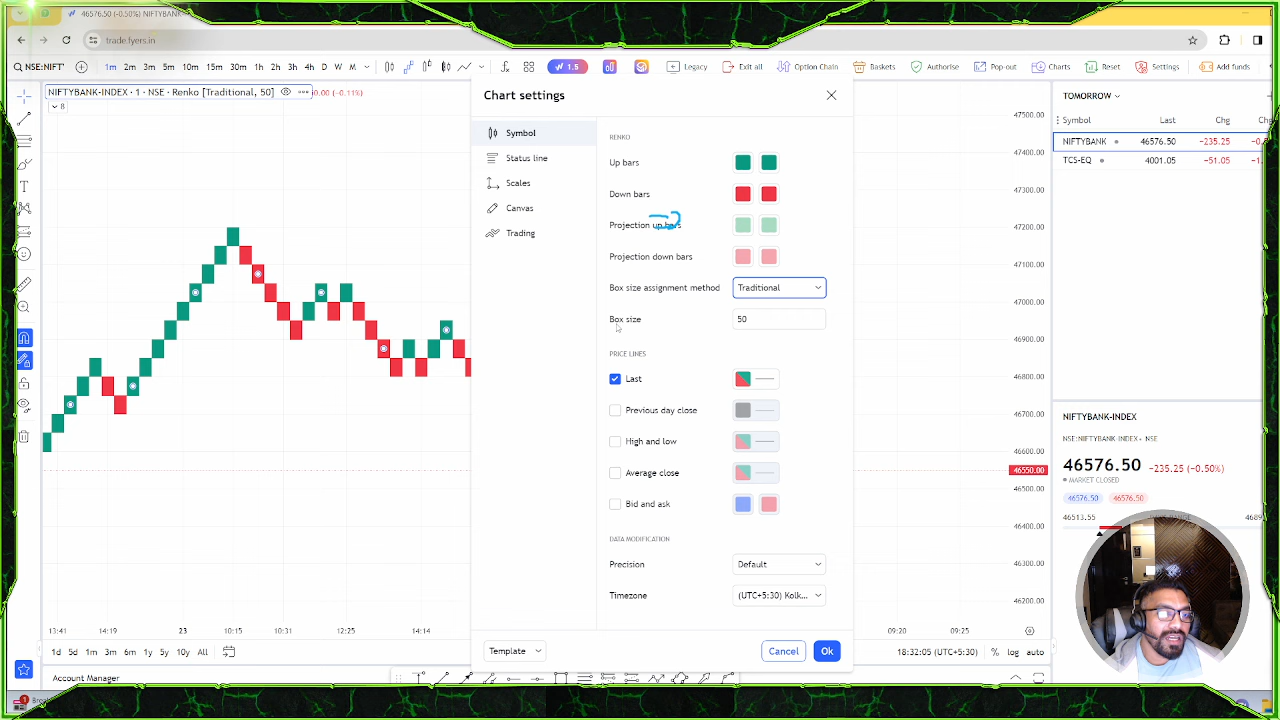 46576.50 (-0.50%) NIFTYBANK
trade.fyers.in
NSE:NIFT'
1m 2m 3m 5m 10m 15m 30m 1h 2h 3h 4h D W M
1.5
Legacy
Exit all
Option Chain
Baskets
Authorise
Pop-out
Charts
Reset
Settings
Add funds
NIFTYBANK-INDEX · 1 · NSE · Renko [Traditional, 50]
0.00 (-0.11%)
8
Chart settings
Symbol
Status line
Scales
Canvas
Trading
RENKO
Up bars
Down bars
Projection up bars
Projection down bars
Box size assignment method
Traditional
Box size
50
PRICE LINES
Last
Previous day close
High and low
Average close
Bid and ask
DATA MODIFICATION
Precision
Default
Timezone
(UTC+5:30) Kolk...
Template
Cancel
Ok
47500.00
47400.00
47300.00
47200.00
47100.00
47000.00
46900.00
46800.00
46700.00
46600.00
46550.00
46500.00
46400.00
46300.00
46200.00
13:41 14:19 23 10:15 10:31 12:25 14:14
09:20 09:25
1d 5d 1m 3m 6m 1y 5y 10y All
18:32:05 (UTC+5:30)
% log auto
Account Manager
TOMORROW
Symbol Last Chg Chg
NIFTYBANK 46576.50 -235.25
TCS-EQ 4001.05 -51.05
NIFTYBANK-INDEX
NSE:NIFTYBANK-INDEX • NSE
46576.50 -235.25 (-0.50%)
MARKET CLOSED
46576.50 46576.50
46513.55